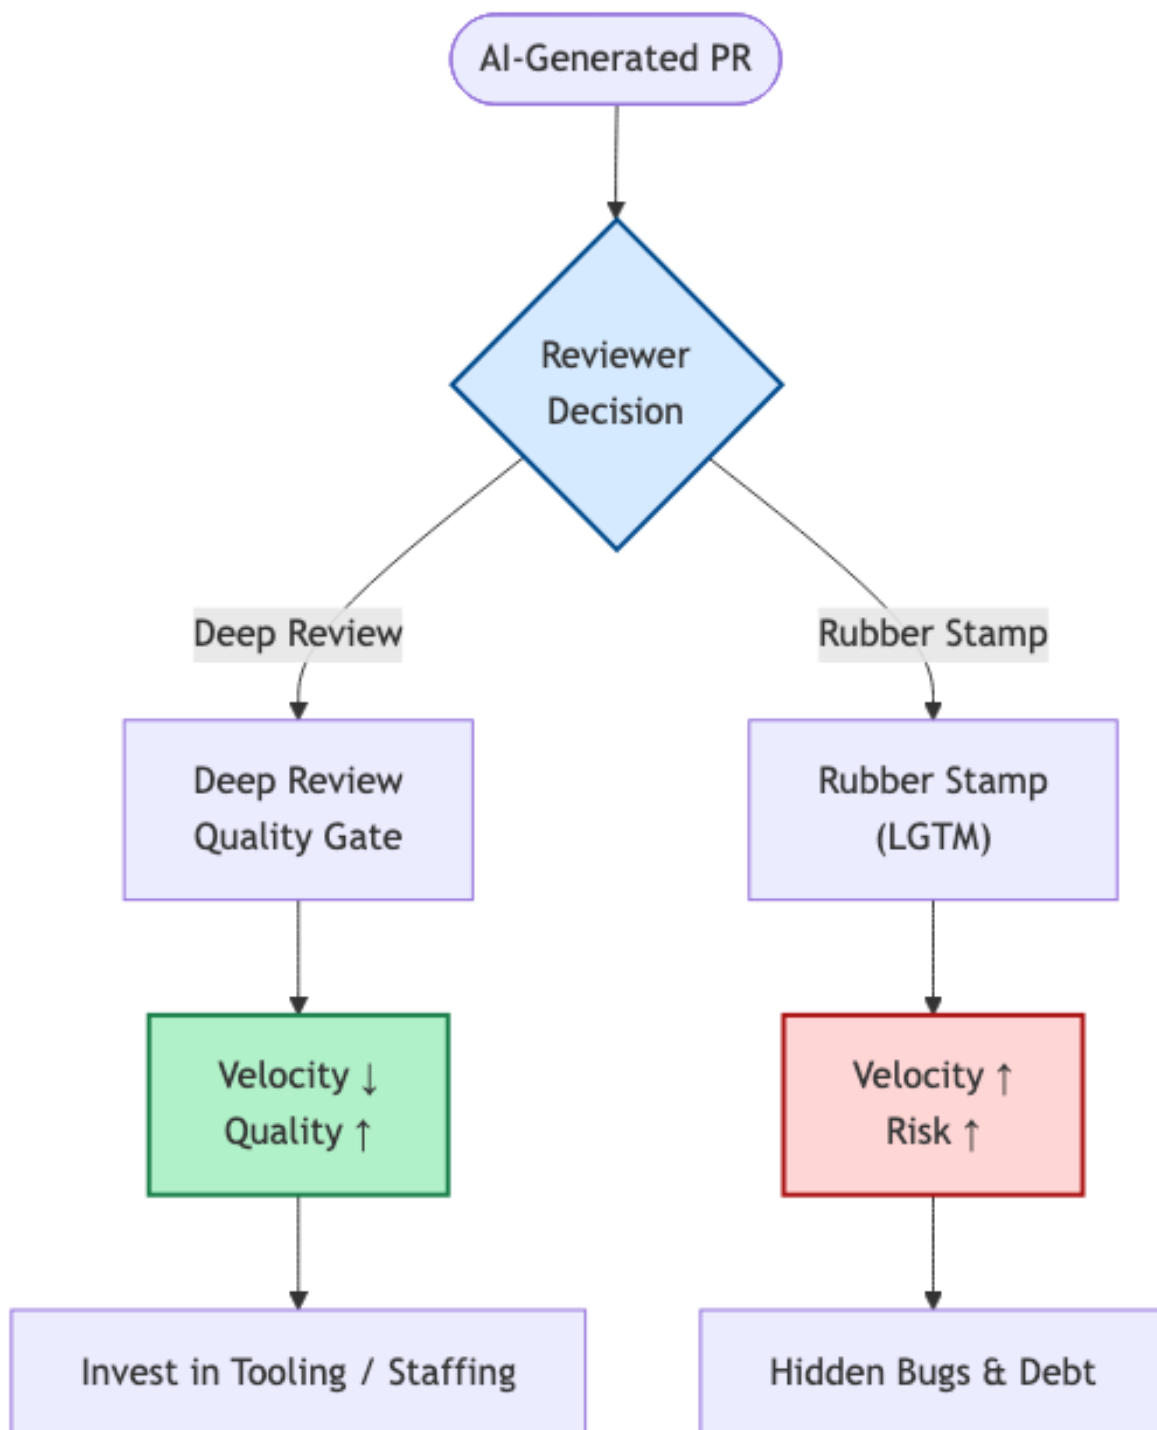 AI-Generated PR
Reviewer
Decision
Deep Review
Rubber Stamp
Deep Review
Quality Gate
Rubber Stamp
(LGTM)
Velocity ↓
Quality ↑
Velocity ↑
Risk ↑
Invest in Tooling / Staffing
Hidden Bugs & Debt